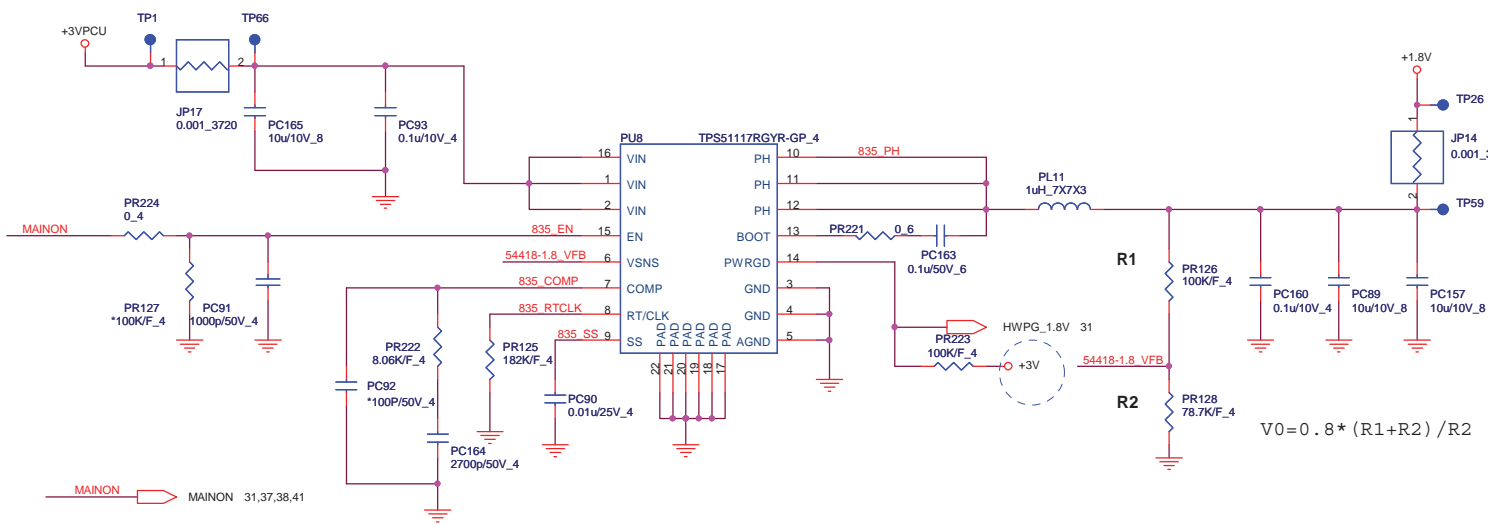 +3VPCU
TP1
TP66
1
2
JP17
0.001_3720
PC165
10u/10V_8
PC93
0.1u/10V_4
PU8
TPS51117RGYR-GP_4
16
VIN
1
VIN
2
VIN
15
EN
6
VSNS
7
COMP
8
RT/CLK
9
SS
PH
10
PH
11
PH
12
BOOT
13
PWRGD
14
GND
3
GND
4
AGND
5
PAD
PAD
PAD
PAD
PAD
PAD
22
21
20
19
18
17
835_PH
PL11
1uH_7X7X3
PR221
0_6
PC163
0.1u/50V_6
+1.8V
TP26
1
JP14
0.001_3
2
TP59
MAINON
PR224
0_4
835_EN
54418-1.8_VFB
835_COMP
835_RTCLK
835_SS
PR127
*100K/F_4
PC91
1000p/50V_4
PR222
8.06K/F_4
PR125
182K/F_4
PC92
*100P/50V_4
PC90
0.01u/25V_4
PC164
2700p/50V_4
R1
PR126
100K/F_4
PC160
0.1u/10V_4
PC89
10u/10V_8
PC157
10u/10V_8
HWPG_1.8V 31
PR223
100K/F_4
+3V
54418-1.8_VFB
R2
PR128
78.7K/F_4
V0=0.8*(R1+R2)/R2
MAINON
MAINON 31,37,38,41